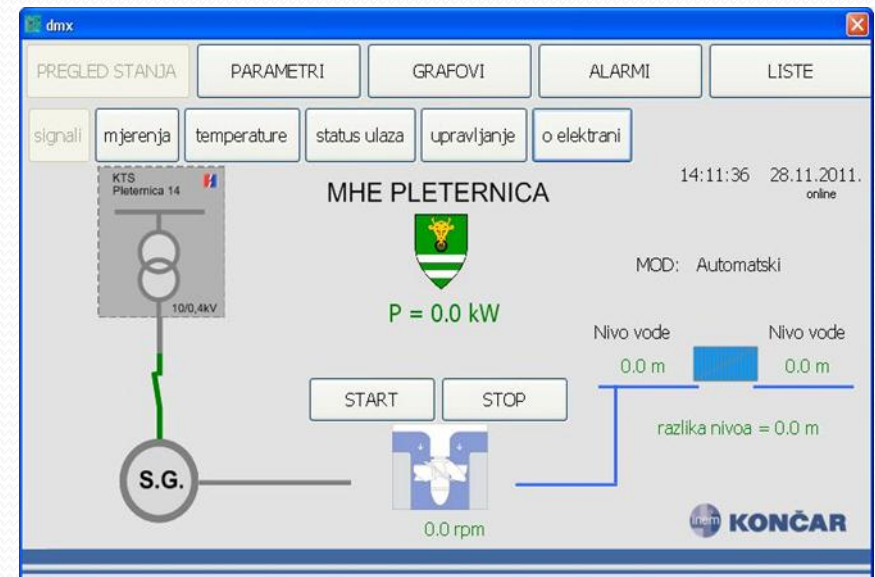 dmx
PREGLED STANJA
PARAMETRI
GRAFOVI
ALARMI
LISTE
signali
mjerenja
temperature
status ulaza
upravljanje
o elektrani
KTS
Pleternica 14
10/0,4kV
MHE PLETERNICA
14:11:36 28.11.2011.
online
MOD: Automatski
P = 0.0 kW
Nivo vode
Nivo vode
0.0 m
0.0 m
START
STOP
razlika nivoa = 0.0 m
S.G.
0.0 rpm
inem KONČAR